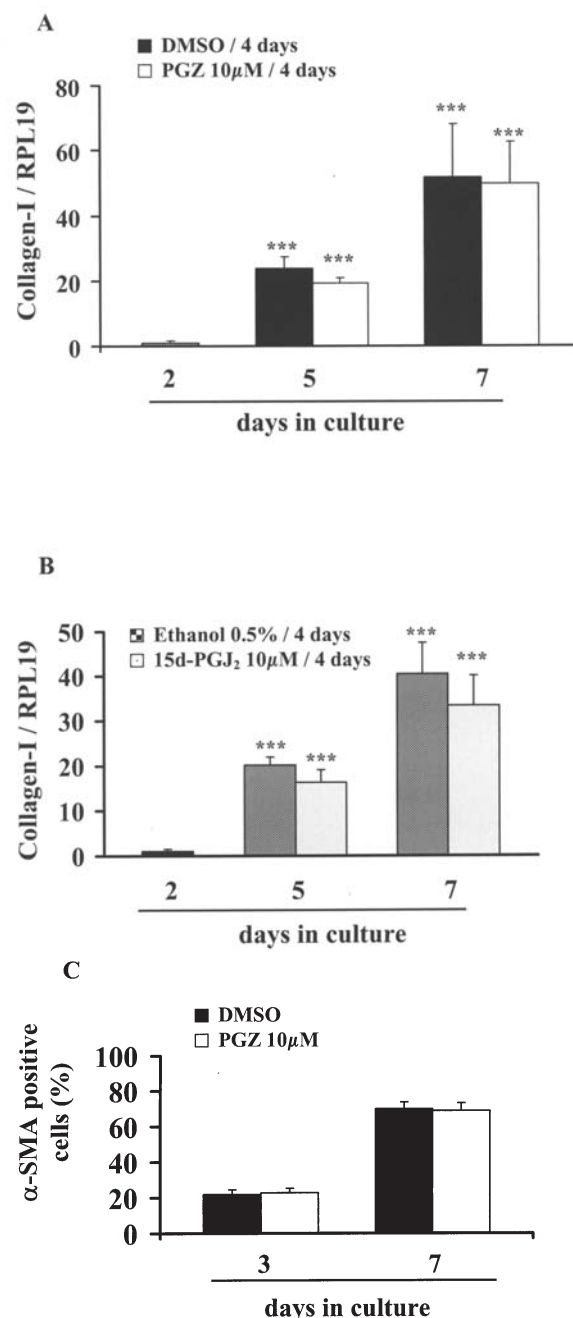 A
DMSO / 4 days
PGZ 10μM / 4 days
Collagen-I / RPL19
80
60
40
20
0
***
***
***
***
2
5
7
days in culture
B
Ethanol 0.5% / 4 days
15d-PGJ₂ 10μM / 4 days
Collagen-I / RPL19
50
40
30
20
10
0
***
***
***
***
2
5
7
days in culture
C
DMSO
PGZ 10μM
α-SMA positive
cells (%)
100
80
60
40
20
0
3
7
days in culture